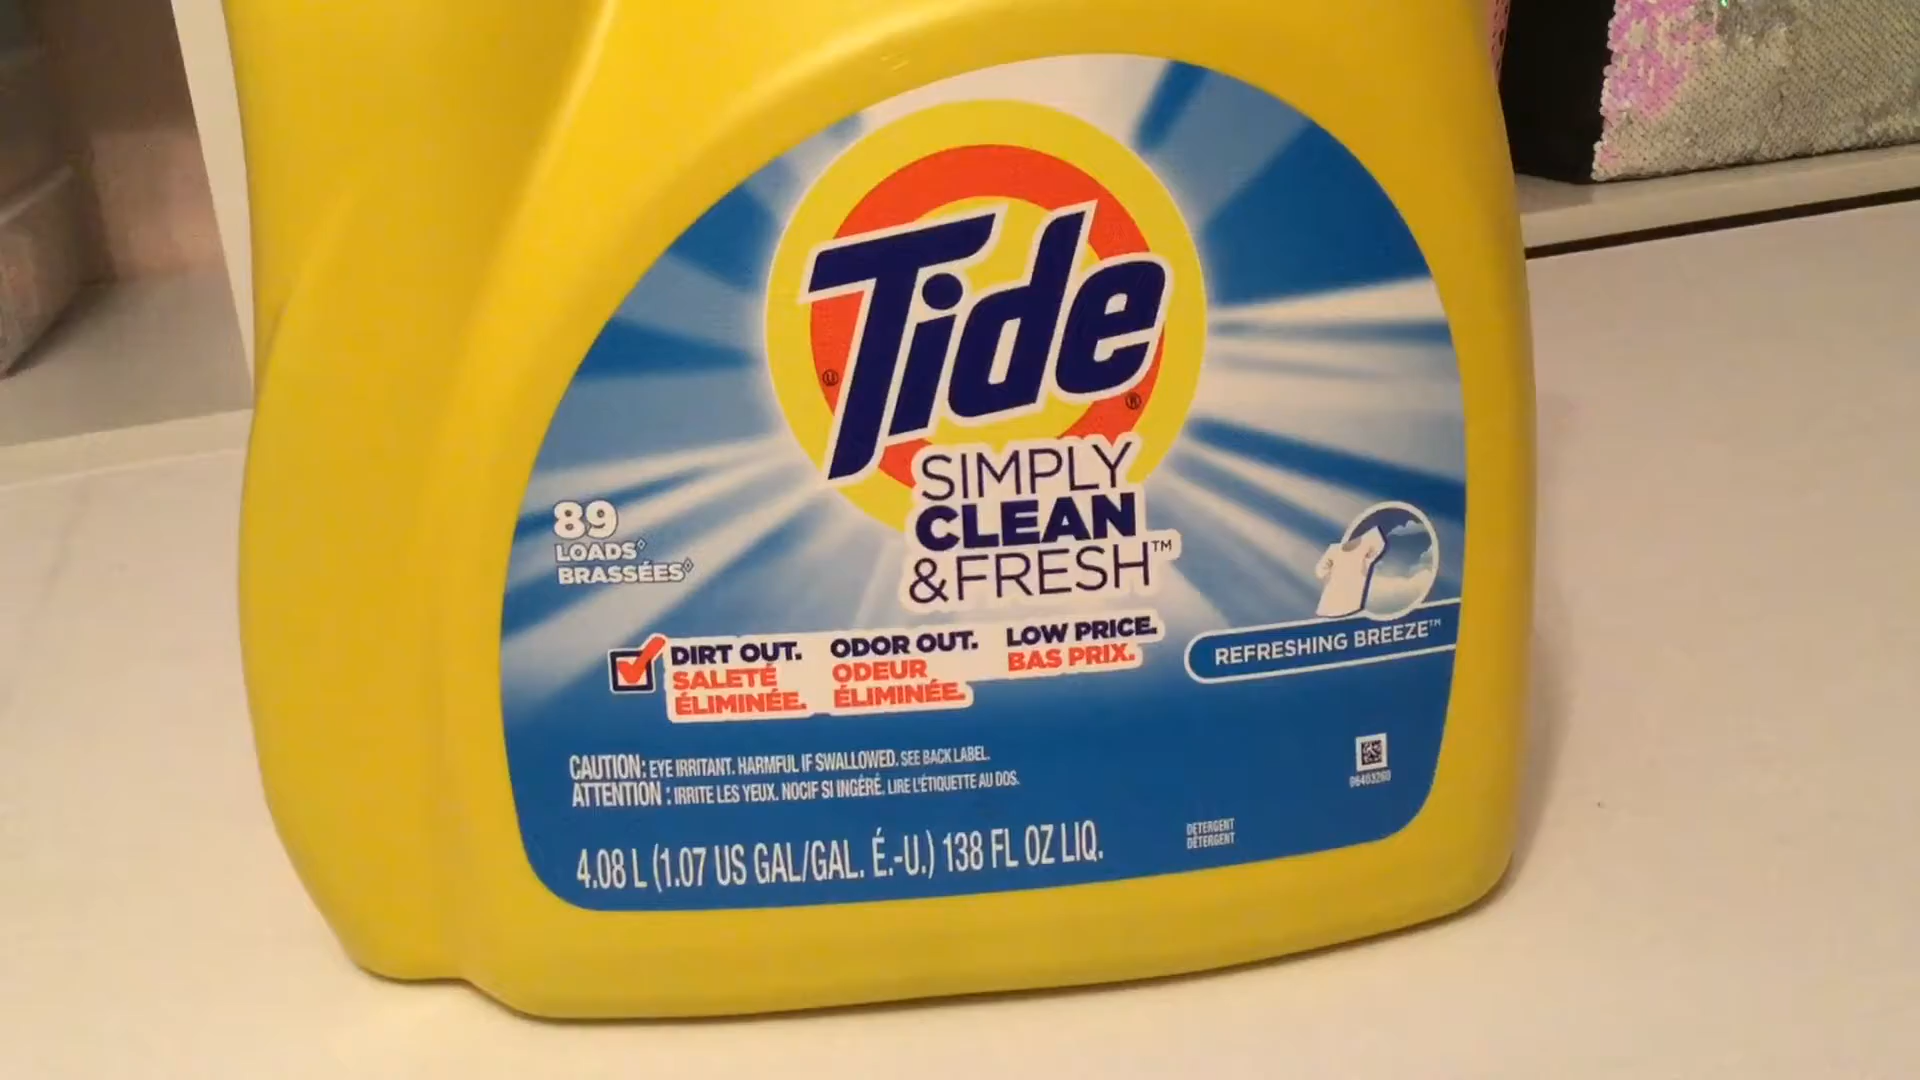 Tide
SIMPLY
CLEAN
&FRESH™
89
LOADS◊
BRASSÉES◊
DIRT OUT. ODOR OUT. LOW PRICE.
SALETÉ ÉLIMINÉE. ODEUR ÉLIMINÉE. BAS PRIX.
REFRESHING BREEZE™
CAUTION: EYE IRRITANT. HARMFUL IF SWALLOWED. SEE BACK LABEL.
ATTENTION : IRRITE LES YEUX. NOCIF SI INGÉRÉ. LIRE L'ÉTIQUETTE AU DOS.
4.08 L (1.07 US GAL/GAL. É.-U.) 138 FL OZ LIQ.
DETERGENT
DÉTERGENT